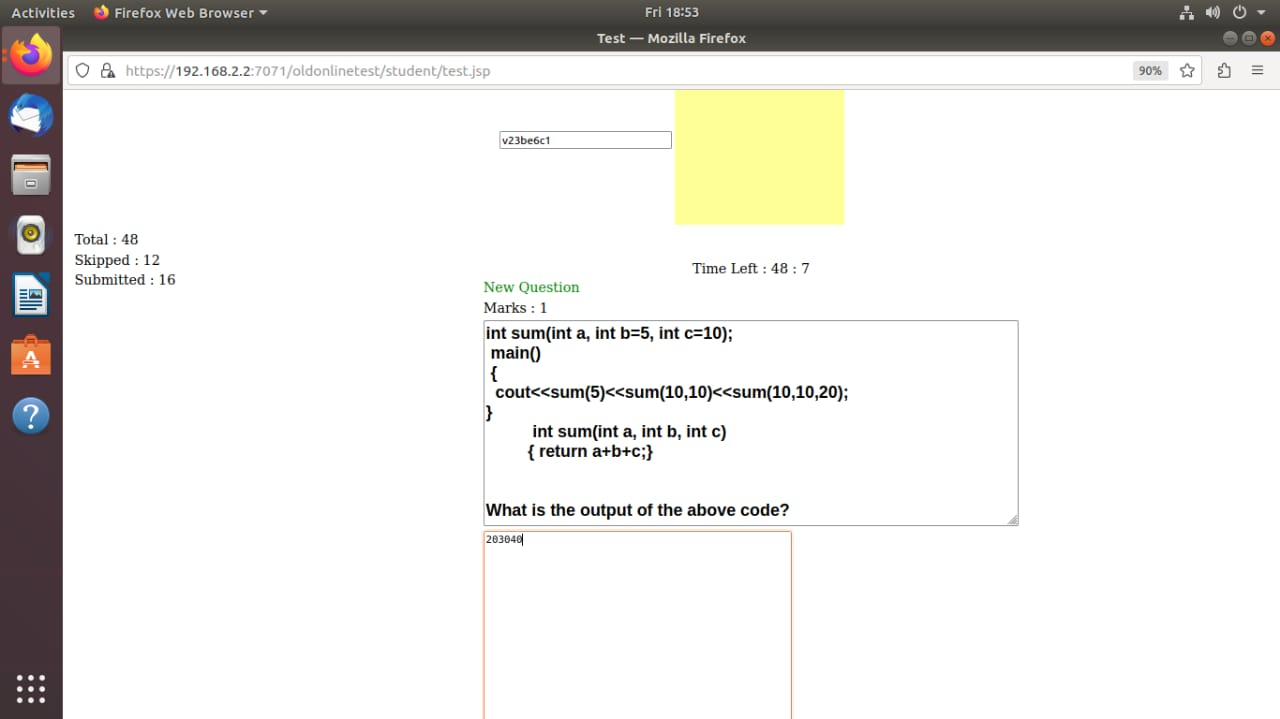 Activities
Firefox Web Browser
Fri 18:53
Test — Mozilla Firefox
https://192.168.2.2:7071/oldonlinetest/student/test.jsp
90%
v23be6c1
Total : 48
Skipped : 12
Submitted : 16
Time Left : 48 : 7
New Question
Marks : 1
int sum(int a, int b=5, int c=10);
main()
{
cout<<sum(5)<<sum(10,10)<<sum(10,10,20);
}
int sum(int a, int b, int c)
{ return a+b+c;}
What is the output of the above code?
203040